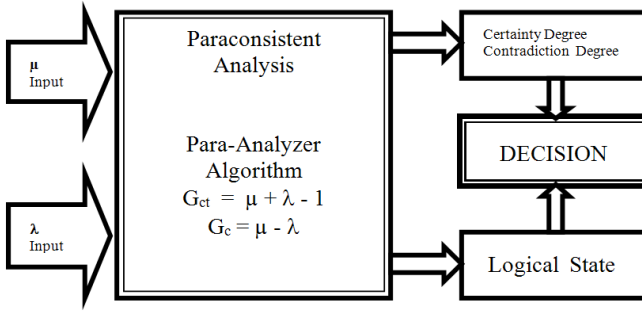 μ
Input
λ
Input
Paraconsistent
Analysis
Para-Analyzer
Algorithm
Gct = μ + λ - 1
Gc = μ - λ
Certainty Degree
Contradiction Degree
DECISION
Logical State